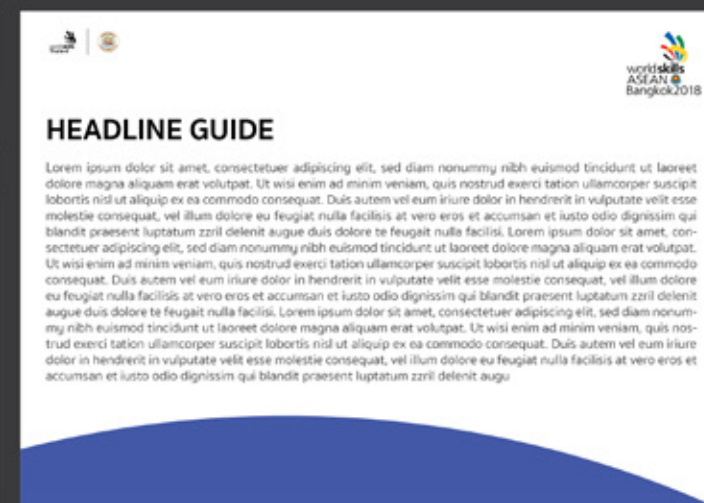 worldskills
ASEAN
Bangkok2018
HEADLINE GUIDE
Lorem ipsum dolor sit amet, consectetuer adipiscing elit, sed diam nonummy nibh euismod tincidunt ut laoreet
dolore magna aliquam erat volutpat. Ut wisi enim ad minim veniam, quis nostrud exerci tation ullamcorper suscipit
lobortis nisl ut aliquip ex ea commodo consequat. Duis autem vel eum iriure dolor in hendrerit in vulputate velit esse
molestie consequat, vel illum dolore eu feugiat nulla facilisis at vero eros et accumsan et iusto odio dignissim qui
blandit praesent luptatum zzril delenit augue duis dolore te feugait nulla facilisi. Lorem ipsum dolor sit amet, con-
sectetuer adipiscing elit, sed diam nonummy nibh euismod tincidunt ut laoreet dolore magna aliquam erat volutpat.
Ut wisi enim ad minim veniam, quis nostrud exerci tation ullamcorper suscipit lobortis nisl ut aliquip ex ea commodo
consequat. Duis autem vel eum iriure dolor in hendrerit in vulputate velit esse molestie consequat, vel illum dolore
eu feugiat nulla facilisis at vero eros et accumsan et iusto odio dignissim qui blandit praesent luptatum zzril delenit
augue duis dolore te feugait nulla facilisi. Lorem ipsum dolor sit amet, consectetuer adipiscing elit, sed diam nonum-
my nibh euismod tincidunt ut laoreet dolore magna aliquam erat volutpat. Ut wisi enim ad minim veniam, quis nos-
trud exerci tation ullamcorper suscipit lobortis nisl ut aliquip ex ea commodo consequat. Duis autem vel eum iriure
dolor in hendrerit in vulputate velit esse molestie consequat, vel illum dolore eu feugiat nulla facilisis at vero eros et
accumsan et iusto odio dignissim qui blandit praesent luptatum zzril delenit augu